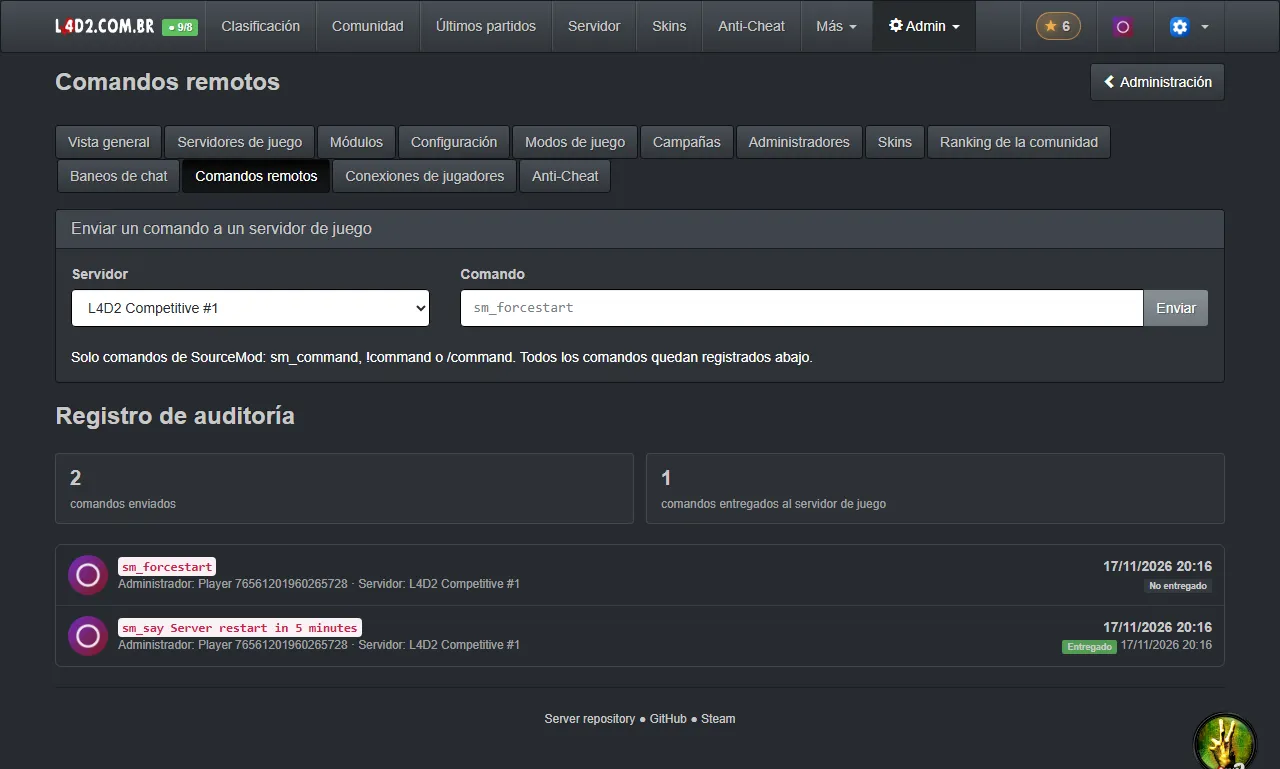 L4D2.COM.BR 9/8 Clasificación Comunidad Últimos partidos Servidor Skins Anti-Cheat Más Admin 6
Comandos remotos
Administración
Vista general Servidores de juego Módulos Configuración Modos de juego Campañas Administradores Skins Ranking de la comunidad
Baneos de chat Comandos remotos Conexiones de jugadores Anti-Cheat
Enviar un comando a un servidor de juego
Servidor Comando
L4D2 Competitive #1 sm_forcestart Enviar
Solo comandos de SourceMod: sm_command, !command o /command. Todos los comandos quedan registrados abajo.
Registro de auditoría
2 1
comandos enviados comandos entregados al servidor de juego
sm_forcestart 17/11/2026 20:16
Administrador: Player 76561201960265728 · Servidor: L4D2 Competitive #1 No entregado
sm_say Server restart in 5 minutes 17/11/2026 20:16
Administrador: Player 76561201960265728 · Servidor: L4D2 Competitive #1 Entregado 17/11/2026 20:16
Server repository ● GitHub ● Steam